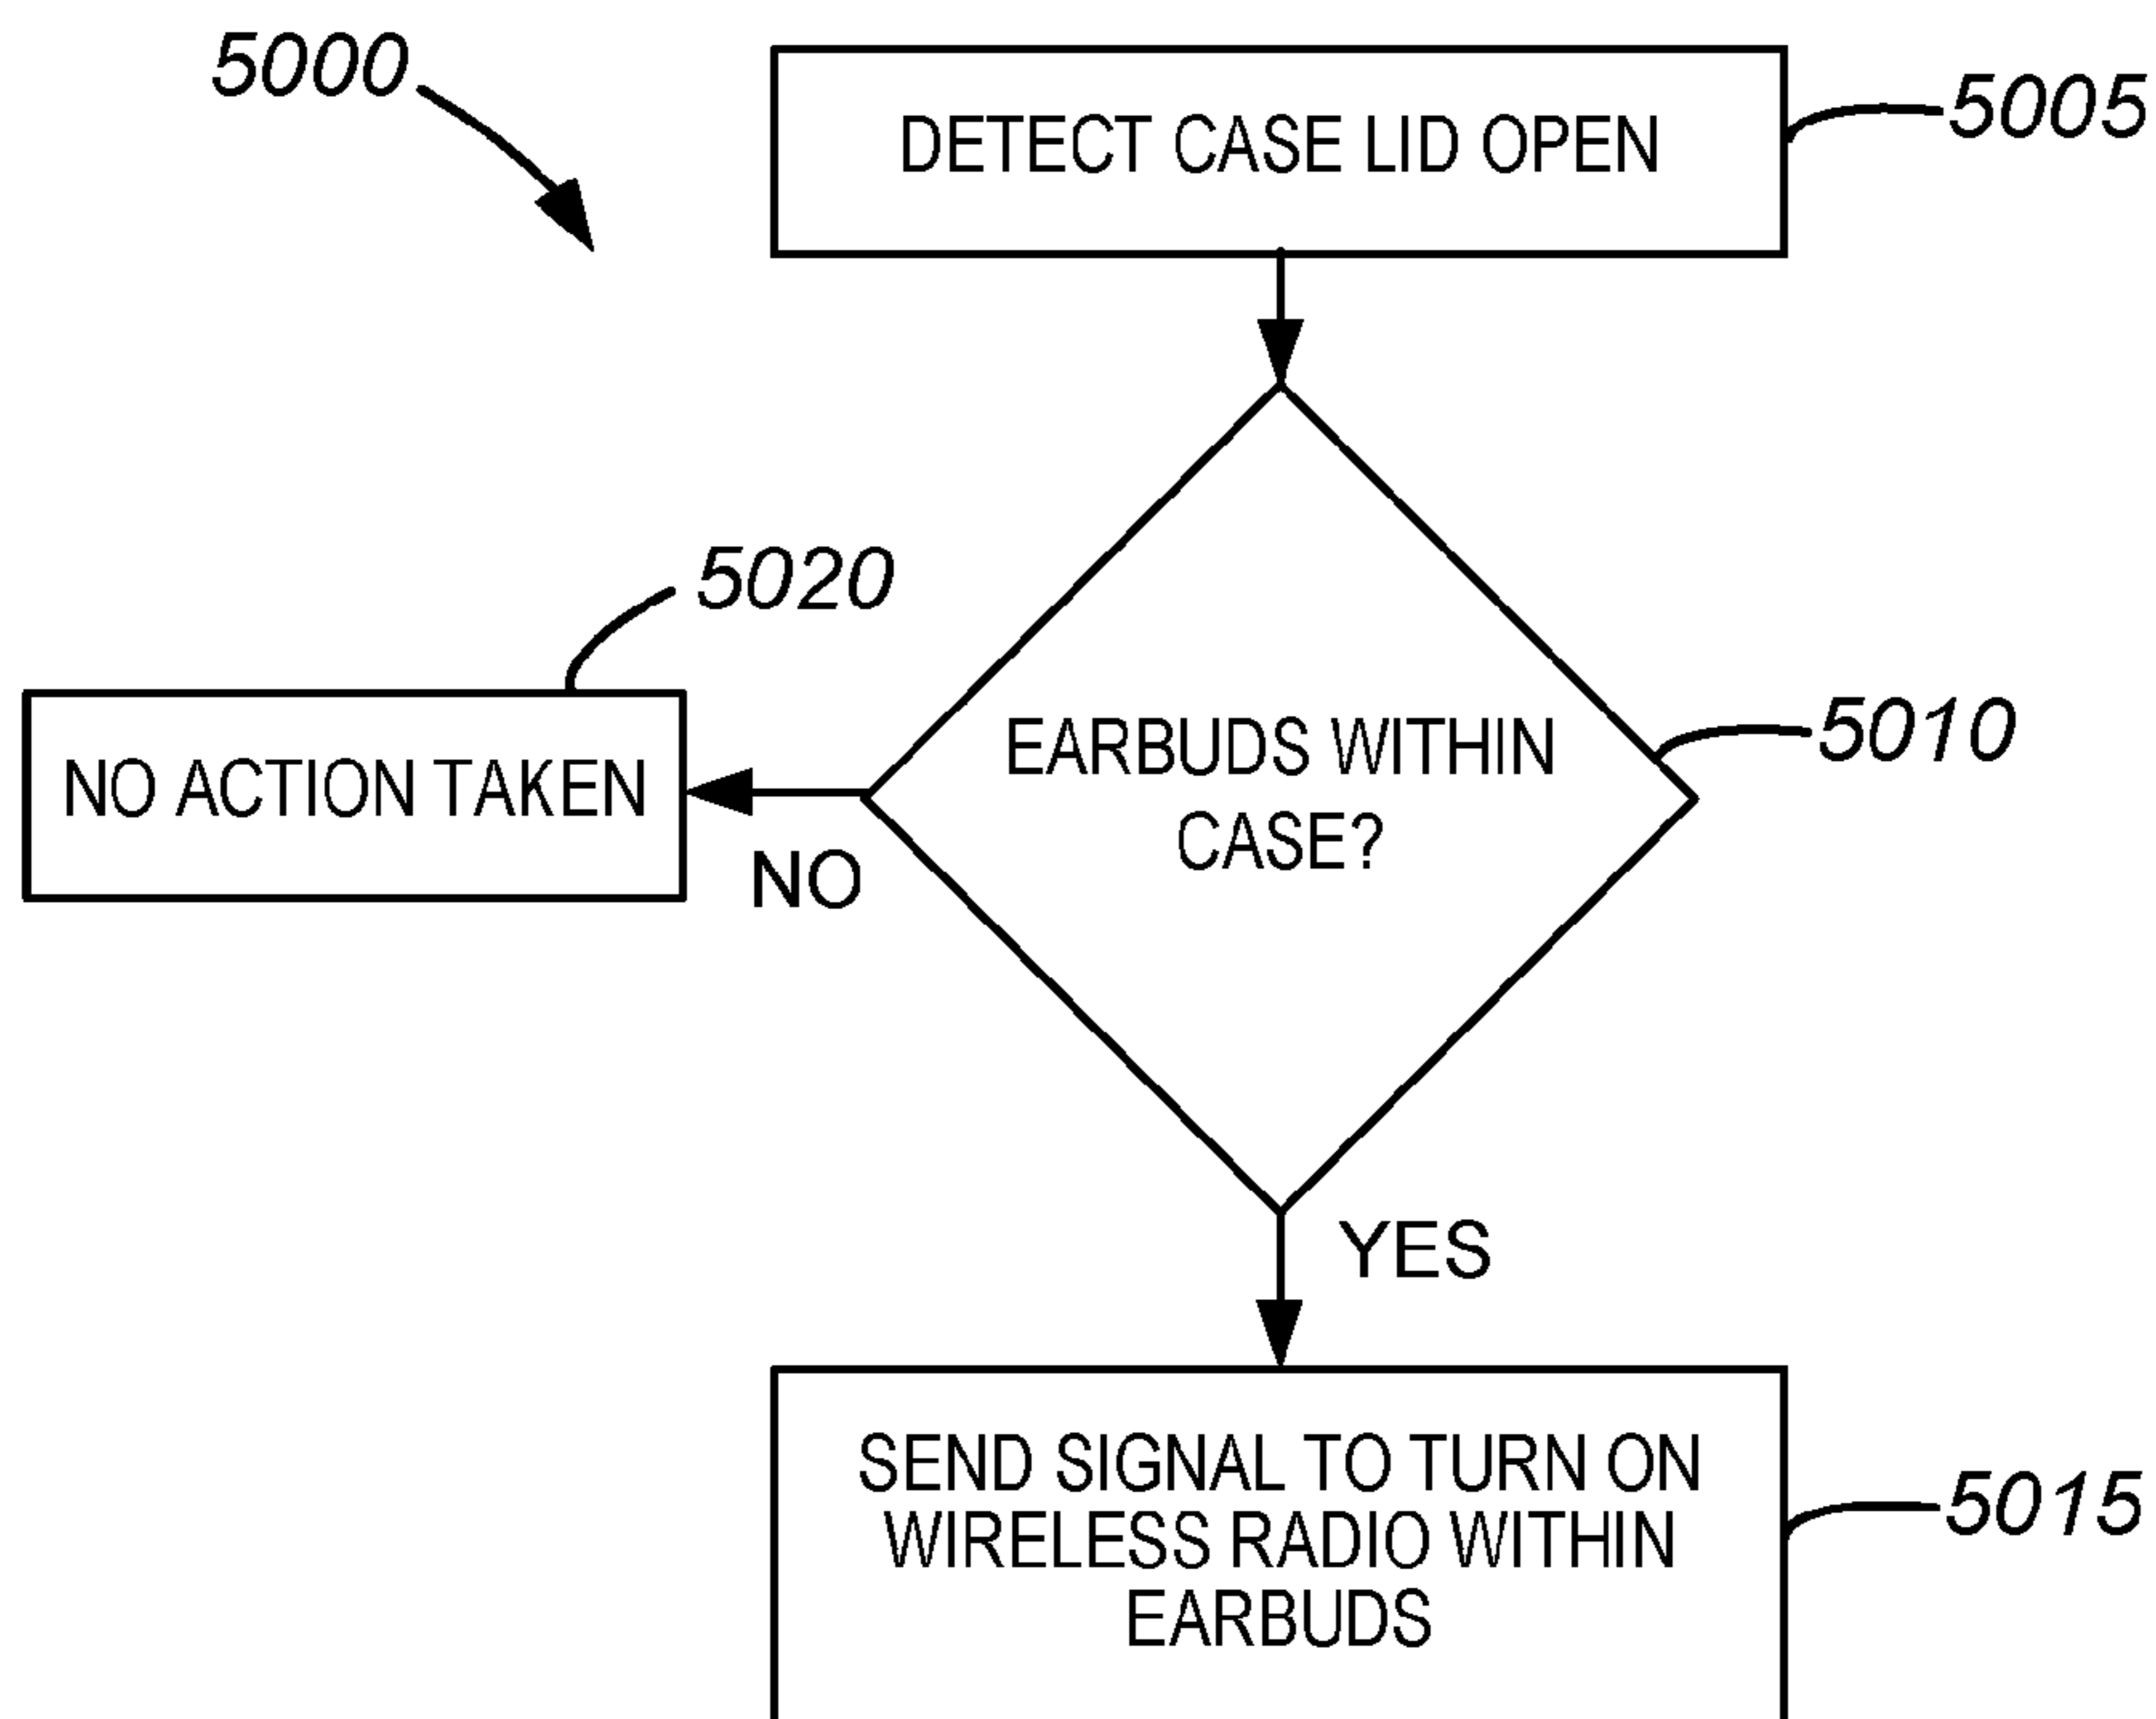 5000
DETECT CASE LID OPEN
5005
5020
EARBUDS WITHIN
CASE?
5010
NO ACTION TAKEN
NO
YES
SEND SIGNAL TO TURN ON
WIRELESS RADIO WITHIN
EARBUDS
5015